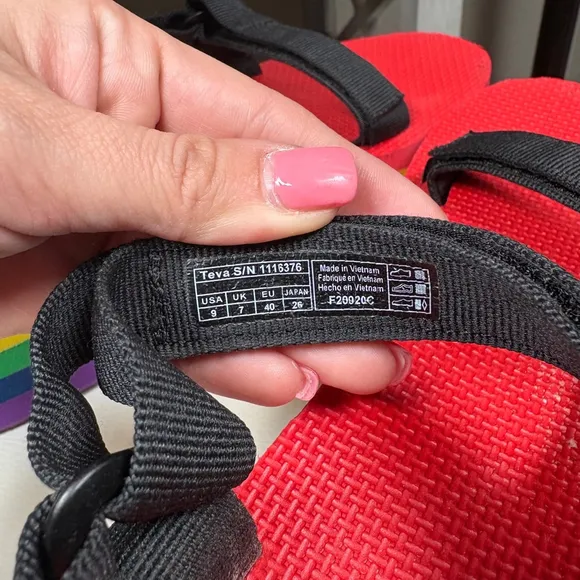 Teva S/N 1116376
USA UK EU JAPAN
9 7 40 26
Made in Vietnam
Fabriqué en Vietnam
Hecho en Vietnam
F20020C